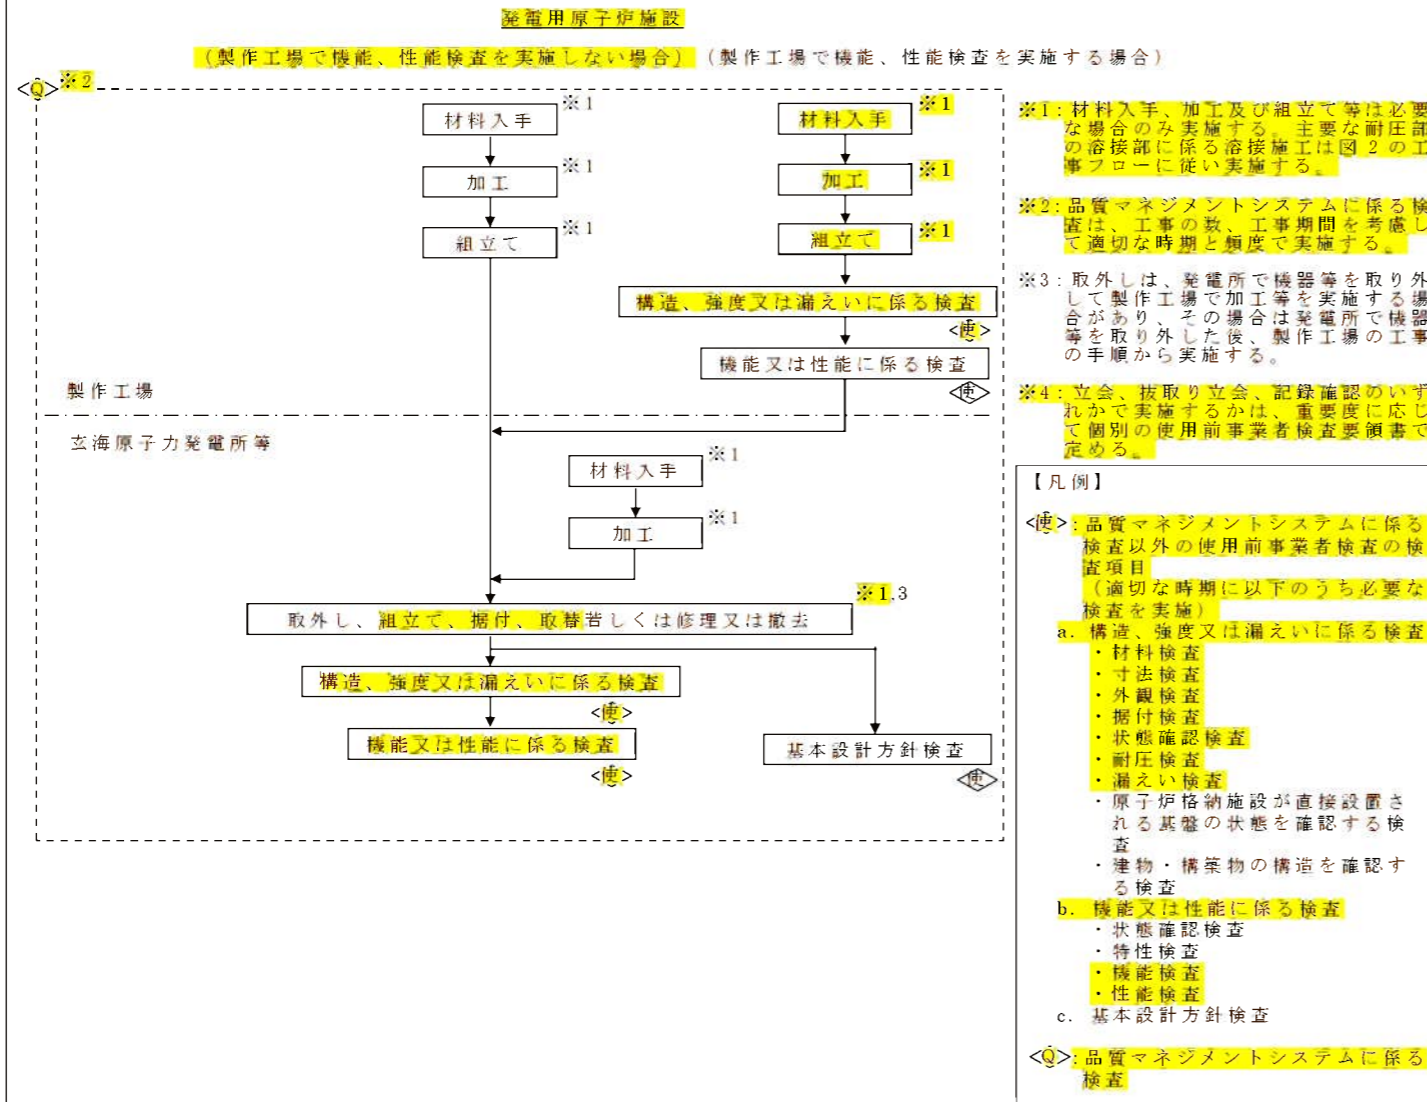 発電用原子炉施設
(製作工場で機能、性能検査を実施しない場合) (製作工場で機能、性能検査を実施する場合)
<Q>※2
材料入手 ※1
加工 ※1
組立て ※1
材料入手 ※1
加工 ※1
組立て ※1
構造、強度又は漏えいに係る検査
<使>
機能又は性能に係る検査
<使>
製作工場
玄海原子力発電所等
材料入手 ※1
加工 ※1
※1,3
取外し、組立て、据付、取替若しくは修理又は撤去
構造、強度又は漏えいに係る検査
<使>
機能又は性能に係る検査
<使>
基本設計方針検査
<使>
※1:材料入手、加工及び組立て等は必要
な場合のみ実施する。主要な耐圧部
の溶接部に係る溶接施工は図2の工
事フローに従い実施する。
※2:品質マネジメントシステムに係る検
査は、工事の数、工事期間を考慮し
て適切な時期と頻度で実施する。
※3:取外しは、発電所で機器等を取り外
して製作工場で加工等を実施する場
合があり、その場合は発電所で機器
等を取り外した後、製作工場の工事
の手順から実施する。
※4:立会、抜取り立会、記録確認のいず
れかで実施するかは、重要度に応じ
て個別の使用前事業者検査要領書で
定める。
【凡例】
<使>:品質マネジメントシステムに係る
検査以外の使用前事業者検査の検
査項目
(適切な時期に以下のうち必要な
検査を実施)
a. 構造、強度又は漏えいに係る検査
・材料検査
・寸法検査
・外観検査
・据付検査
・状態確認検査
・耐圧検査
・漏えい検査
・原子炉格納施設が直接設置さ
れる基盤の状態を確認する検
査
・建物・構築物の構造を確認す
る検査
b. 機能又は性能に係る検査
・状態確認検査
・特性検査
・機能検査
・性能検査
c. 基本設計方針検査
<Q>:品質マネジメントシステムに係る
検査